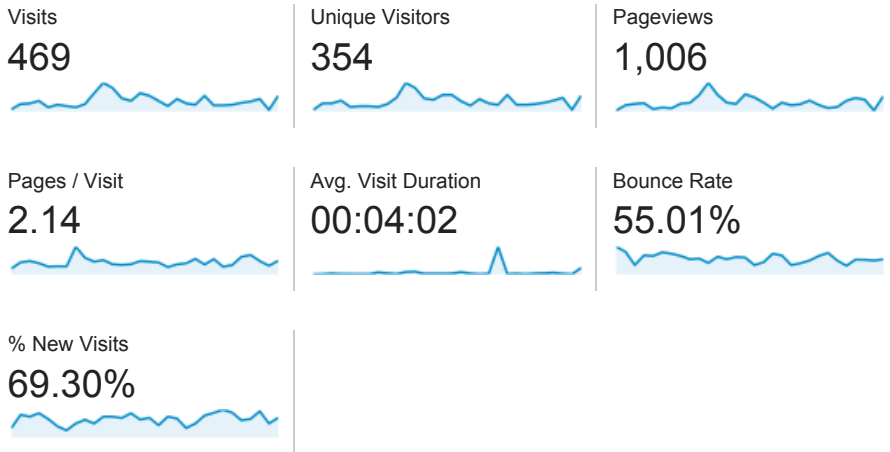 Visits
469
Unique Visitors
354
Pageviews
1,006
Pages / Visit
2.14
Avg. Visit Duration
00:04:02
Bounce Rate
55.01%
% New Visits
69.30%